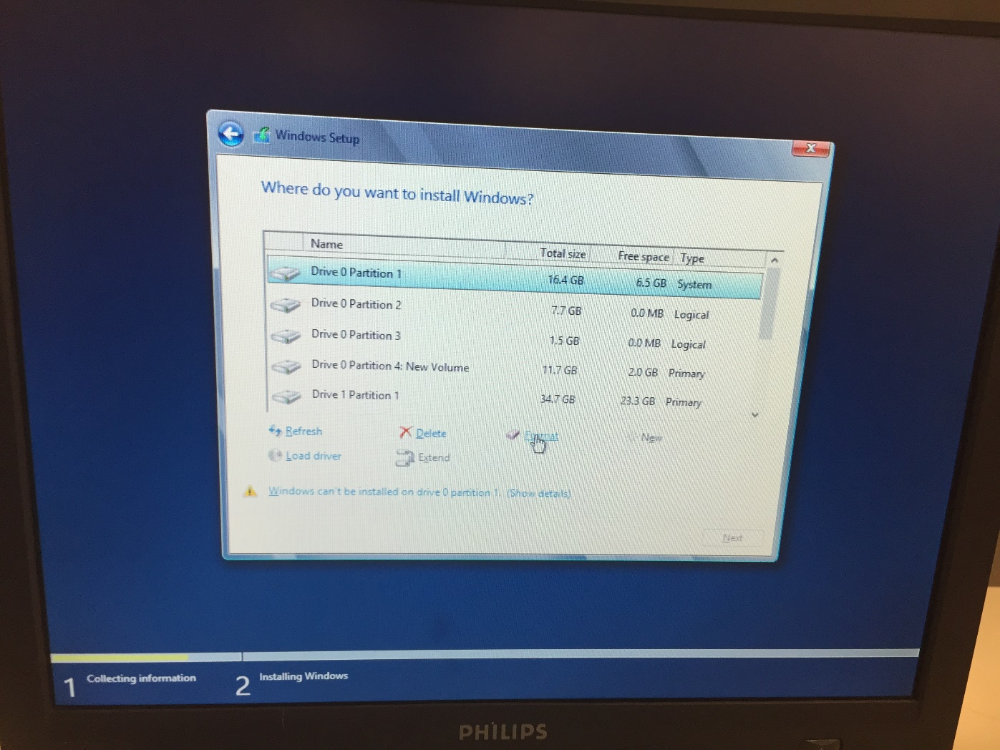 Windows Setup
Where do you want to install Windows?
Name Total size Free space Type
Drive 0 Partition 1 16.4 GB 6.5 GB System
Drive 0 Partition 2 7.7 GB 0.0 MB Logical
Drive 0 Partition 3 1.5 GB 0.0 MB Logical
Drive 0 Partition 4: New Volume 11.7 GB 2.0 GB Primary
Drive 1 Partition 1 34.7 GB 23.3 GB Primary
Refresh Delete Format New
Load driver Extend
Windows can't be installed on drive 0 partition 1. (Show details)
Next
1 Collecting information 2 Installing Windows
PHILIPS